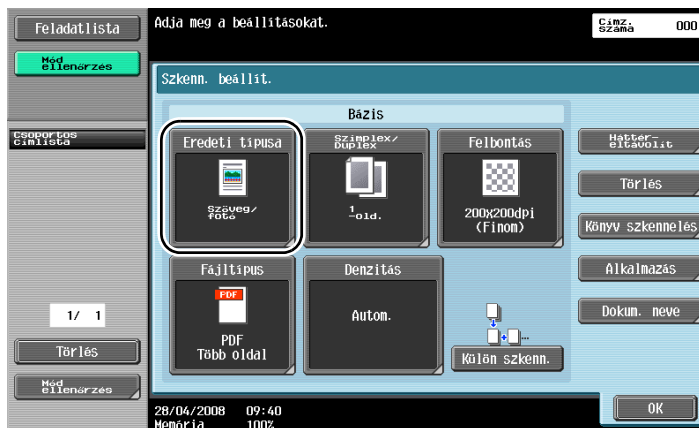 Feladatlista
Mód
ellenőrzés
Csoportos
címlista
1/ 1
Törlés
Mód
ellenőrzés
Adja meg a beállításokat.
Címz.
száma 000
Szkenn. beállít.
Bázis
Eredeti típusa
Szöveg/
fotó
Szimplex/
Duplex
1
-old.
Felbontás
200x200dpi
(Finom)
Fájltípus
PDF
PDF
Több oldal
Denzitás
Autom.
Külön szkenn.
Háttér-
eltávolít
Törlés
Könyv szkennelés
Alkalmazás
Dokum. neve
28/04/2008 09:40
Memória 100%
OK